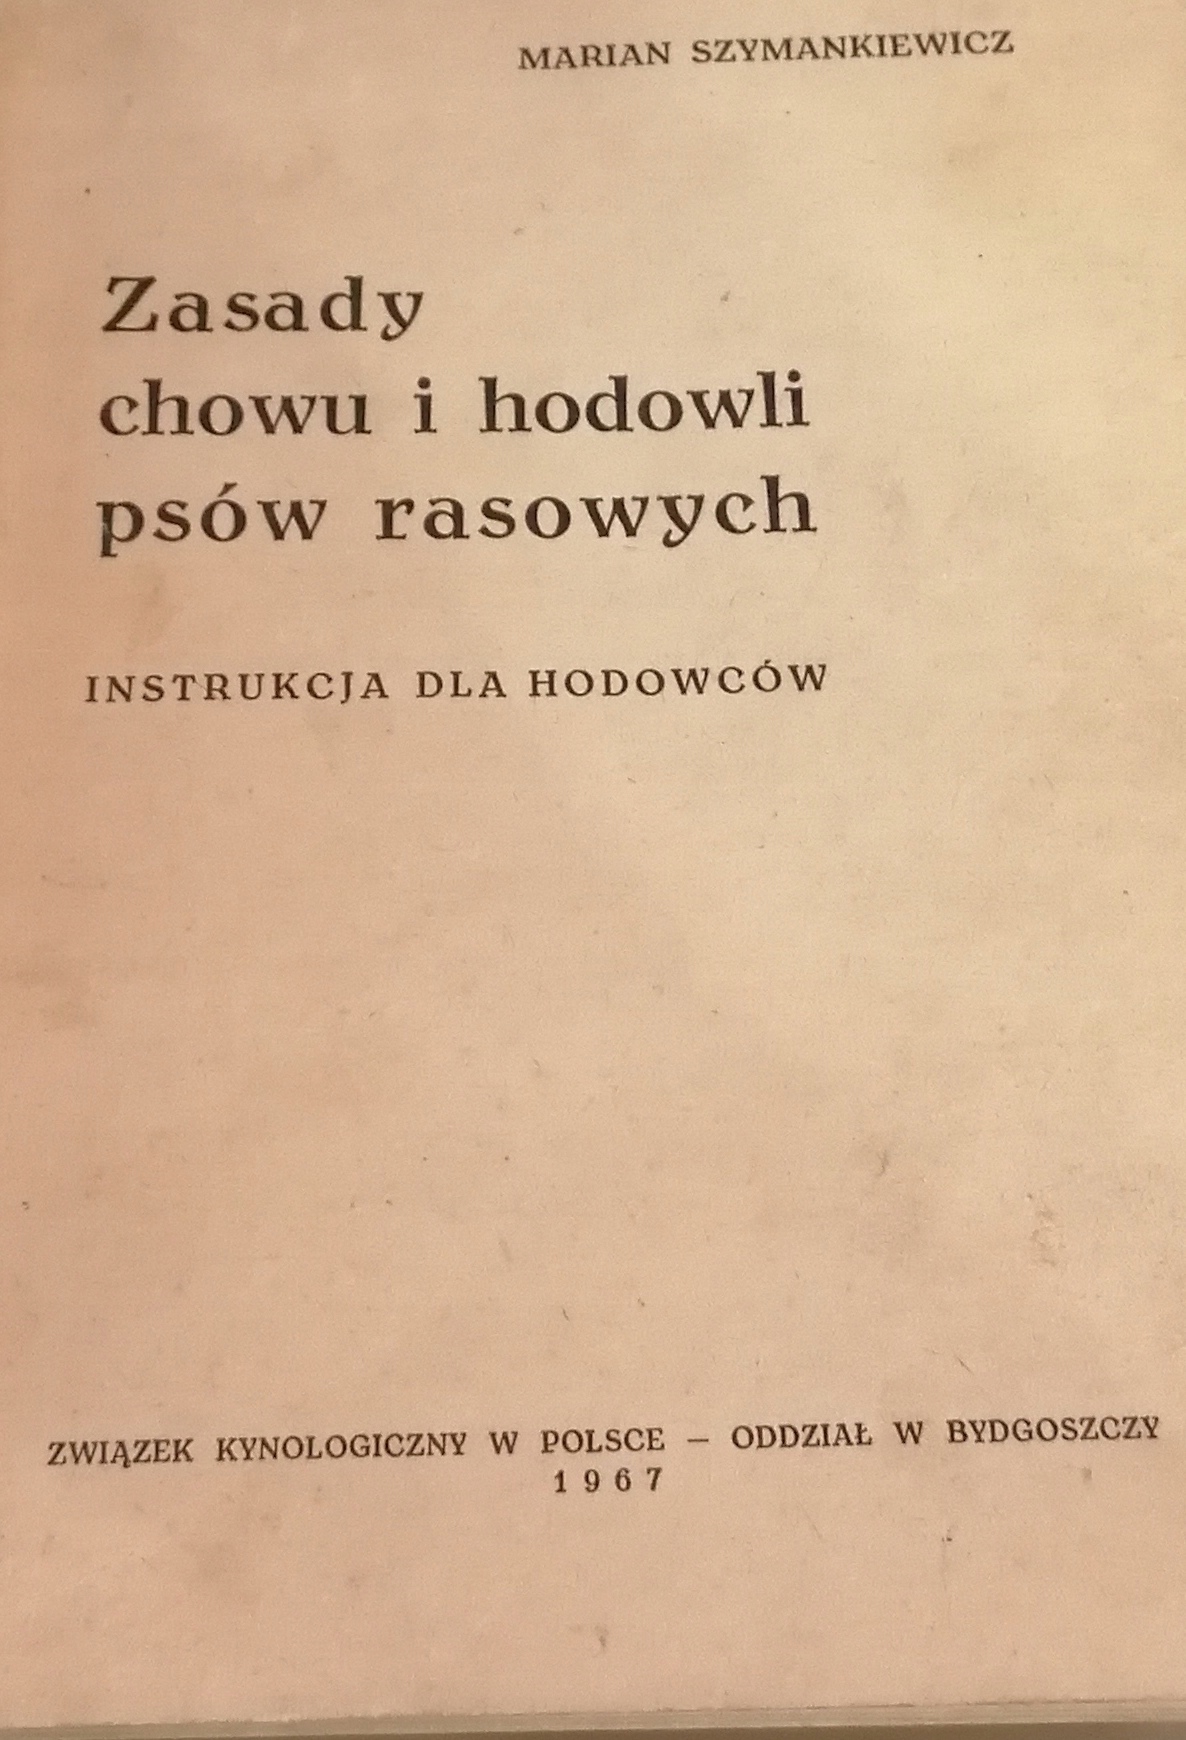 MARIAN SZYMANKIEWICZ
Zasady
chowu i hodowli
psów rasowych
INSTRUKCJA DLA HODOWCÓW
ZWIĄZEK KYNOLOGICZNY W POLSCE — ODDZIAŁ W BYDGOSZCZY
1967